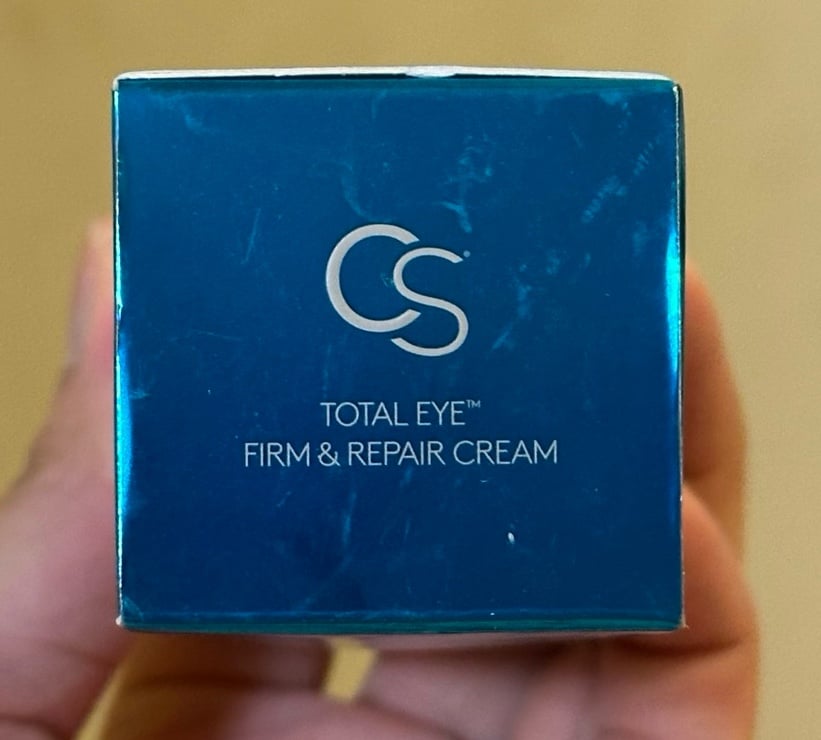 CS
TOTAL EYE™
FIRM & REPAIR CREAM